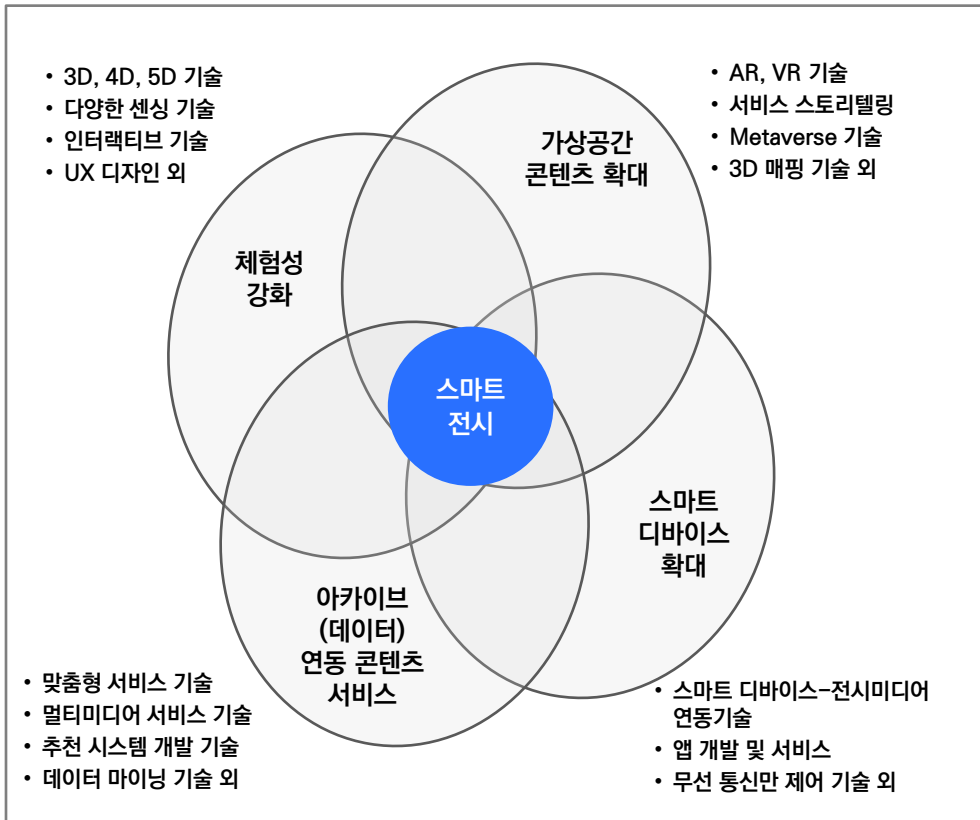 • 3D, 4D, 5D 기술
• 다양한 센싱 기술
• 인터랙티브 기술
• UX 디자인 외
• AR, VR 기술
• 서비스 스토리텔링
• Metaverse 기술
• 3D 매핑 기술 외
가상공간
콘텐츠 확대
체험성
강화
스마트
전시
스마트
디바이스
확대
아카이브
(데이터)
연동 콘텐츠
서비스
• 맞춤형 서비스 기술
• 멀티미디어 서비스 기술
• 추천 시스템 개발 기술
• 데이터 마이닝 기술 외
• 스마트 디바이스-전시미디어
연동기술
• 앱 개발 및 서비스
• 무선 통신만 제어 기술 외